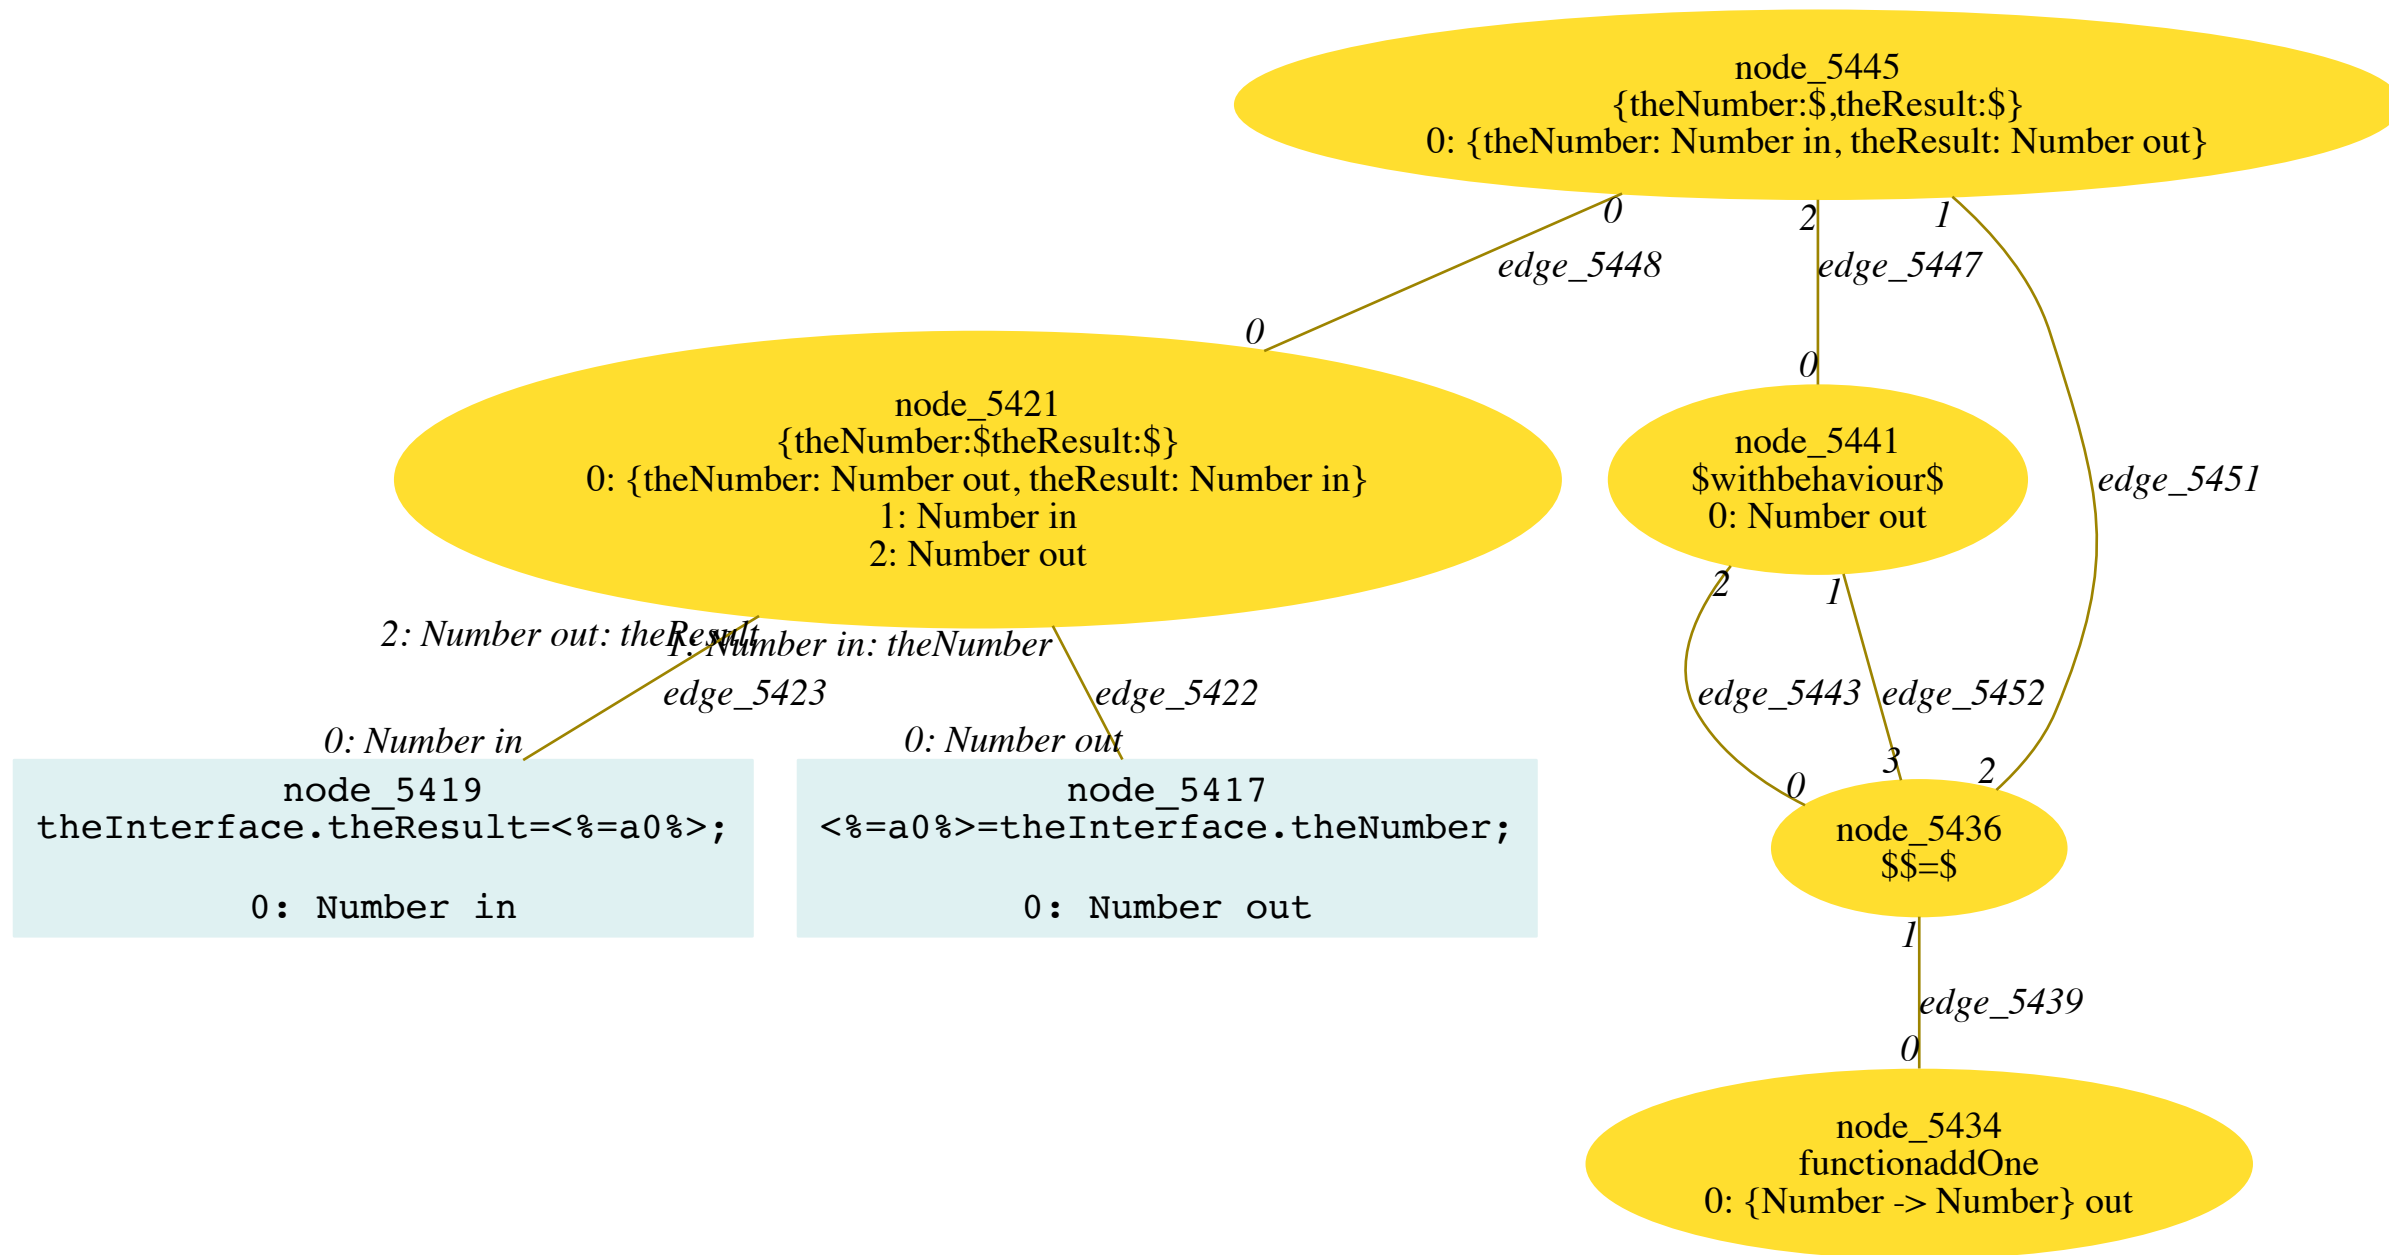 node_5445
{theNumber:$,theResult:$}
0: {theNumber: Number in, theResult: Number out}
0
2
1
edge_5448
edge_5447
0
0
node_5421
{theNumber:$theResult:$}
0: {theNumber: Number out, theResult: Number in}
1: Number in
2: Number out
node_5441
$withbehaviour$
0: Number out
edge_5451
2
1
2: Number out: theResult
1: Number in: theNumber
edge_5423
edge_5422
edge_5443
edge_5452
0: Number in
0: Number out
0
3
2
node_5419
theInterface.theResult=<%=a0%>;
0: Number in
node_5417
<%=a0%>=theInterface.theNumber;
0: Number out
node_5436
$$=$
1
edge_5439
0
node_5434
functionaddOne
0: {Number -> Number} out